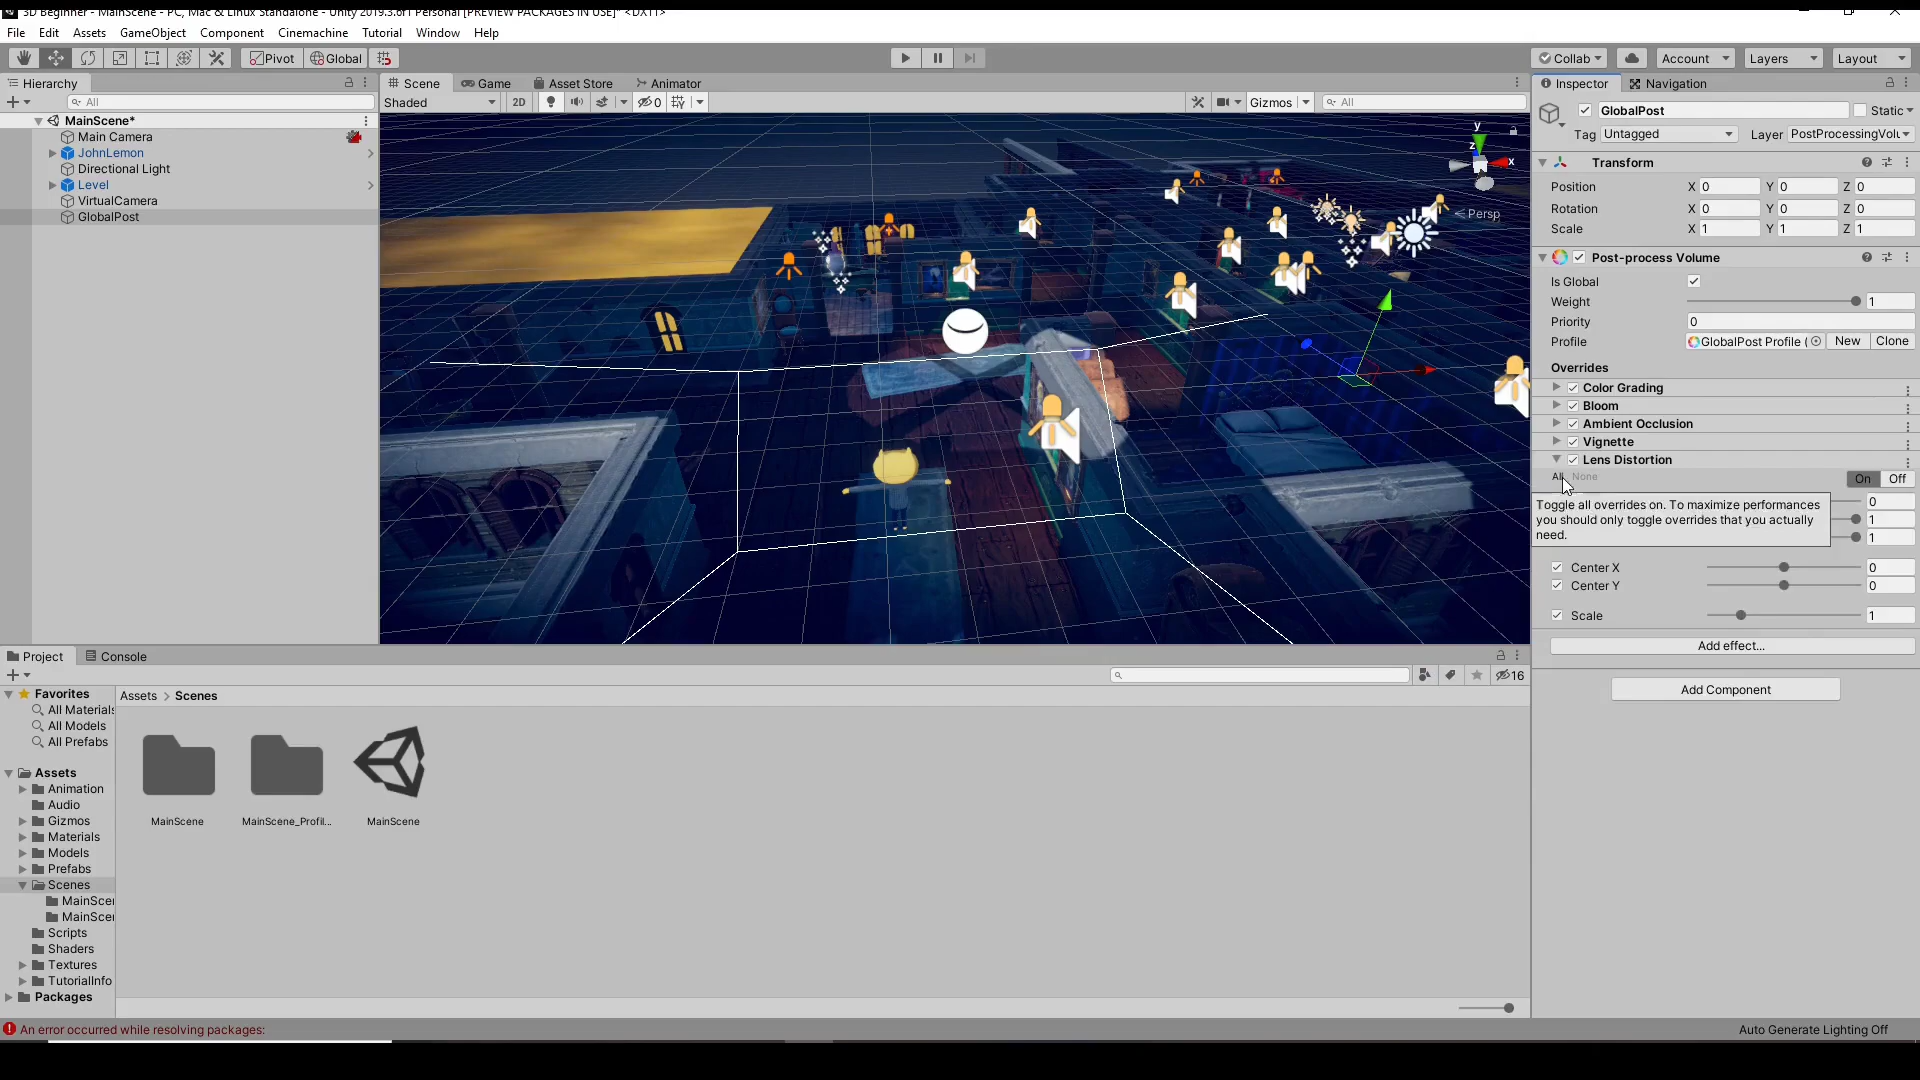 3D Beginner - MainScene - PC, Mac & Linux Standalone - Unity 2019.3.6f1 Personal [PREVIEW PACKAGES IN USE]* <DX11>
File Edit Assets GameObject Component Cinemachine Tutorial Window Help
Pivot Global Collab Account Layers Layout
Hierarchy
All
MainScene*
Main Camera
JohnLemon
Directional Light
Level
VirtualCamera
GlobalPost
Scene Game Asset Store Animator
Shaded 2D 0 Gizmos All
y
z
x
Persp
Inspector Navigation
GlobalPost Static
Tag Untagged Layer PostProcessingVolu
Transform
Position X 0 Y 0 Z 0
Rotation X 0 Y 0 Z 0
Scale X 1 Y 1 Z 1
Post-process Volume
Is Global
Weight 1
Priority 0
Profile GlobalPost Profile ( New Clone
Overrides
Color Grading
Bloom
Ambient Occlusion
Vignette
Lens Distortion
All None On Off
Toggle all overrides on. To maximize performances
you should only toggle overrides that you actually
need.
0
1
1
Center X 0
Center Y 0
Scale 1
Add effect...
Add Component
Project Console
16
Favorites
All Materials
All Models
All Prefabs
Assets
Animation
Audio
Gizmos
Materials
Models
Prefabs
Scenes
MainScen
MainScen
Scripts
Shaders
Textures
TutorialInfo
Packages
Assets > Scenes
MainScene MainScene_Profil... MainScene
An error occurred while resolving packages:
Auto Generate Lighting Off